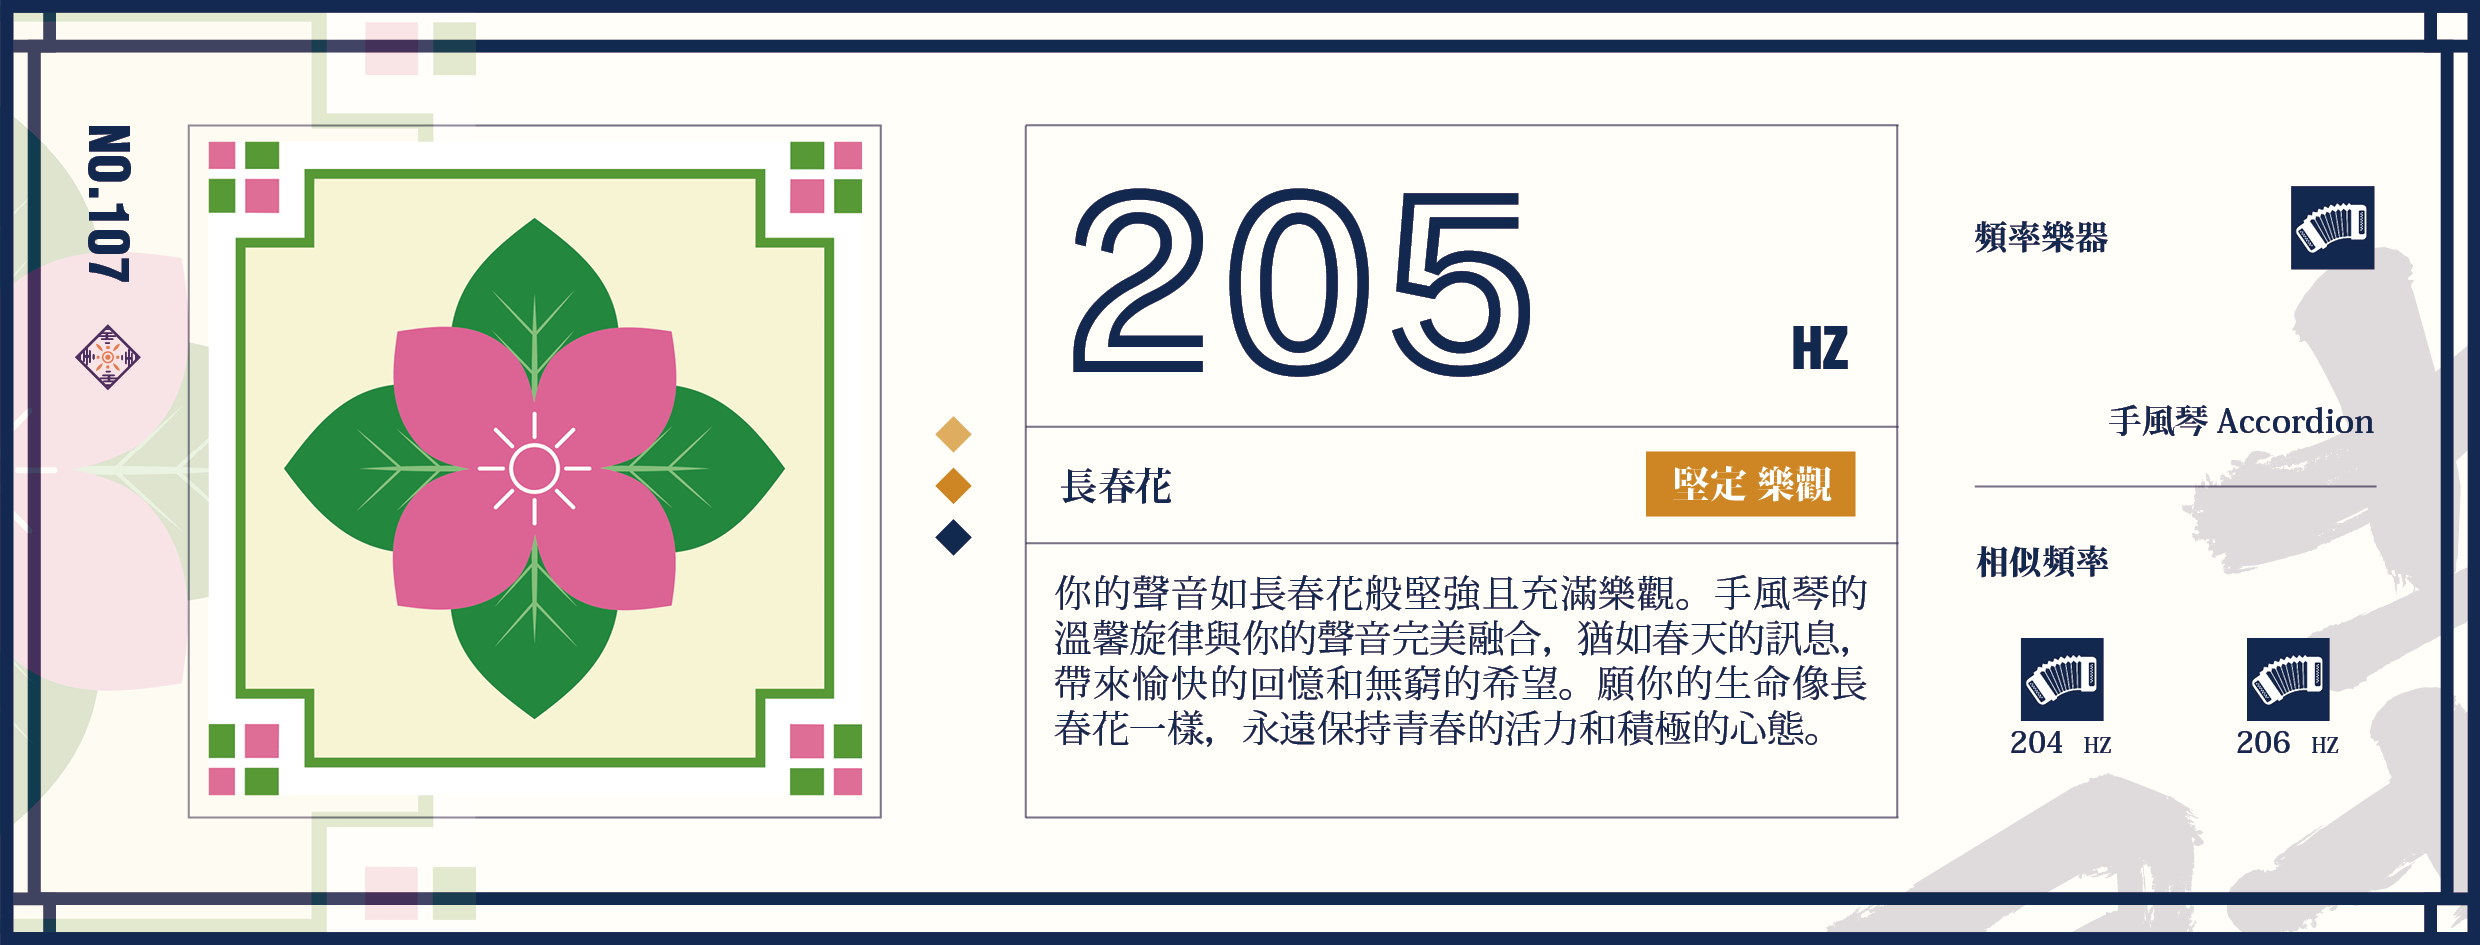 NO.107
205
HZ
長春花
堅定 樂觀
你的聲音如長春花般堅強且充滿樂觀。手風琴的
溫馨旋律與你的聲音完美融合，猶如春天的訊息，
帶來愉快的回憶和無窮的希望。願你的生命像長
春花一樣，永遠保持青春的活力和積極的心態。
頻率樂器
手風琴 Accordion
相似頻率
204 HZ
206 HZ